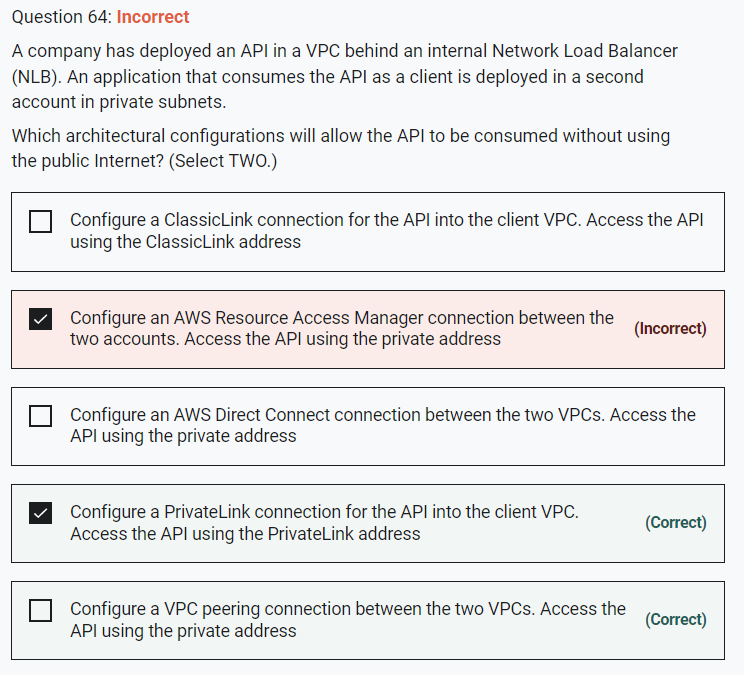 Question 64: Incorrect
A company has deployed an API in a VPC behind an internal Network Load Balancer
(NLB). An application that consumes the API as a client is deployed in a second
account in private subnets.
Which architectural configurations will allow the API to be consumed without using
the public Internet? (Select TWO.)
Configure a ClassicLink connection for the API into the client VPC. Access the API
using the ClassicLink address
Configure an AWS Resource Access Manager connection between the
two accounts. Access the API using the private address
(Incorrect)
Configure an AWS Direct Connect connection between the two VPCs. Access the
API using the private address
Configure a PrivateLink connection for the API into the client VPC.
Access the API using the PrivateLink address
(Correct)
Configure a VPC peering connection between the two VPCs. Access the
API using the private address
(Correct)